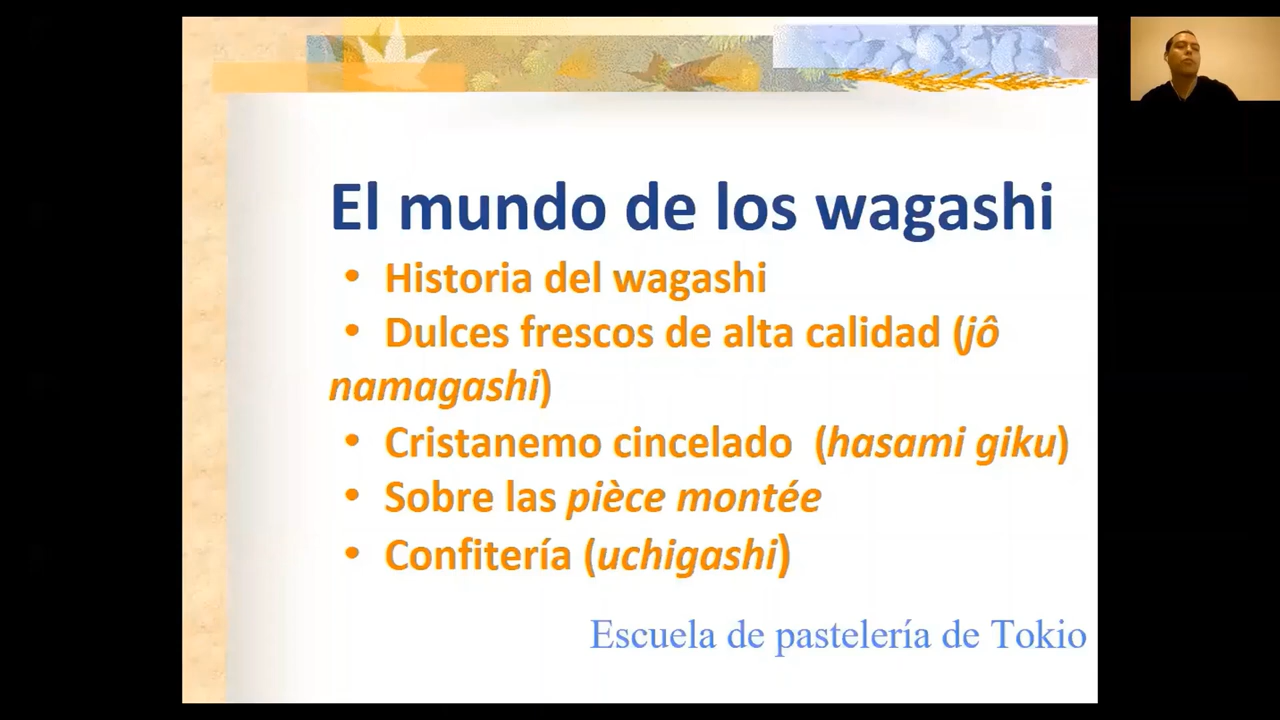 El mundo de los wagashi
• Historia del wagashi
• Dulces frescos de alta calidad (jô
namagashi)
• Cristanemo cincelado (hasami giku)
• Sobre las pièce montée
• Confitería (uchigashi)
Escuela de pastelería de Tokio